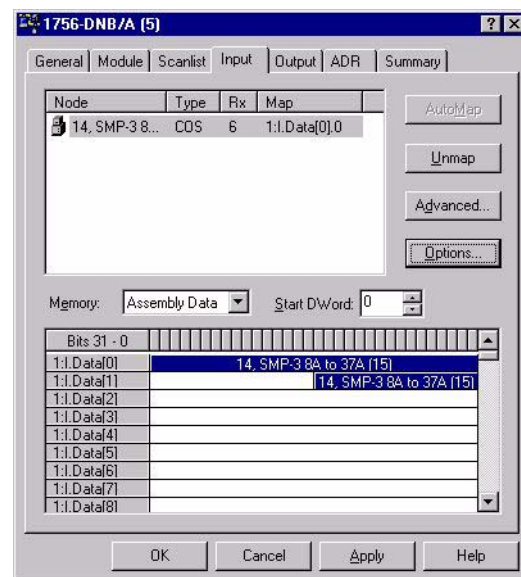 1756-DNB/A (5)
General Module Scanlist Input Output ADR Summary
Node Type Rx Map
14, SMP-3 8... COS 6 1:I.Data[0].0
AutoMap
Unmap
Advanced...
Options...
Memory: Assembly Data Start DWord: 0
Bits 31 - 0
1:I.Data[0] 14, SMP-3 8A to 37A (15)
1:I.Data[1] 14, SMP-3 8A to 37A (15)
1:I.Data[2]
1:I.Data[3]
1:I.Data[4]
1:I.Data[5]
1:I.Data[6]
1:I.Data[7]
1:I.Data[8]
OK Cancel Apply Help